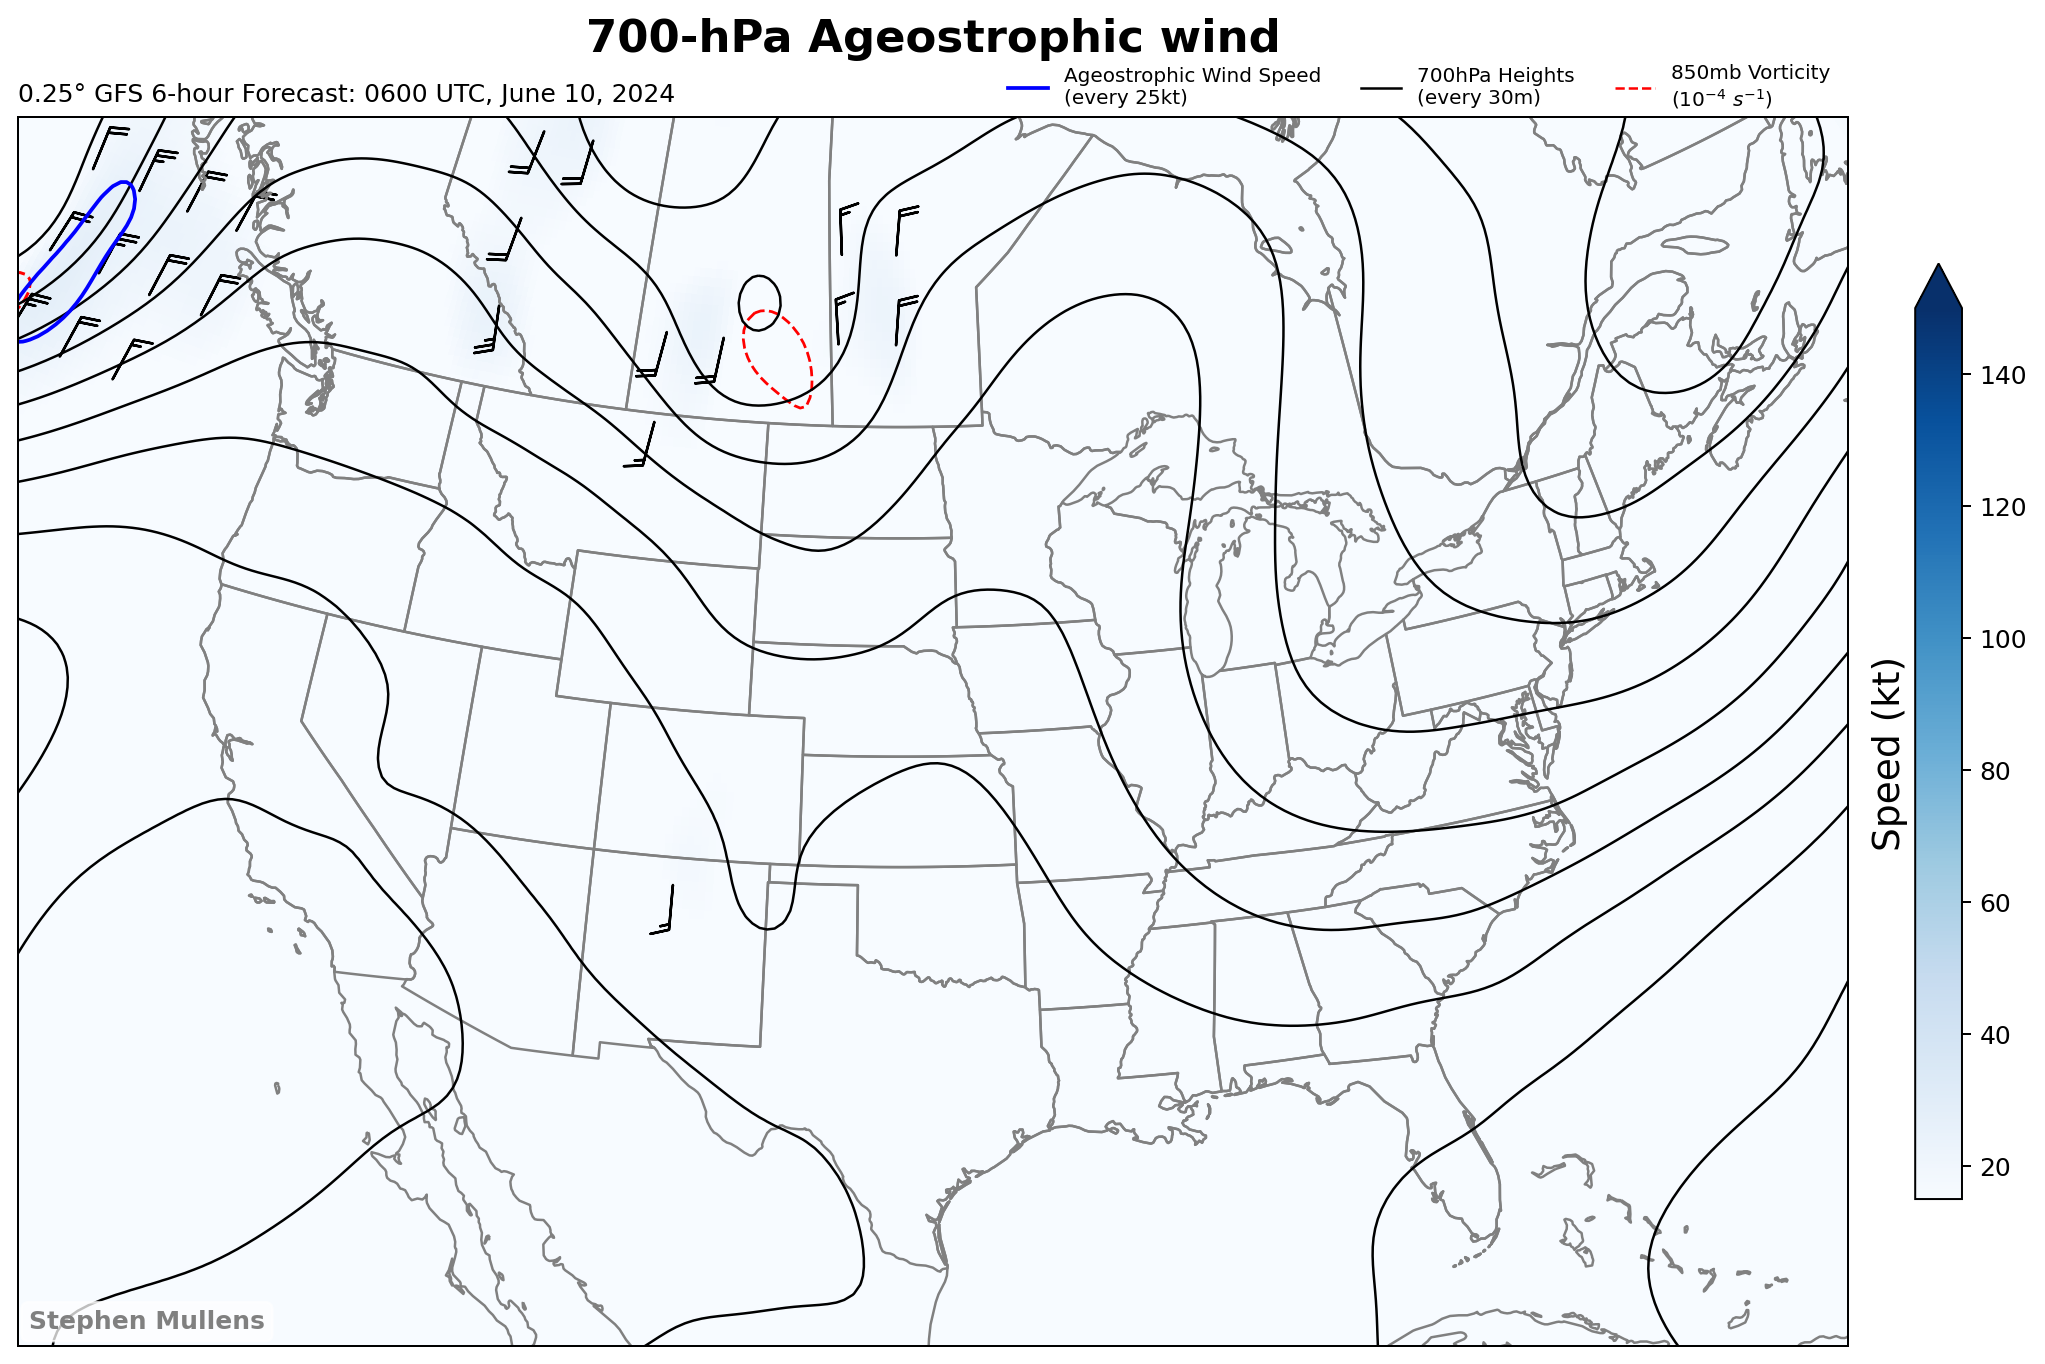 700-hPa Ageostrophic wind
0.25° GFS 6-hour Forecast: 0600 UTC, June 10, 2024
Ageostrophic Wind Speed
(every 25kt)
700hPa Heights
(every 30m)
850mb Vorticity
(10⁻⁴ s⁻¹)
140
120
100
80
60
40
20
Speed (kt)
Stephen Mullens